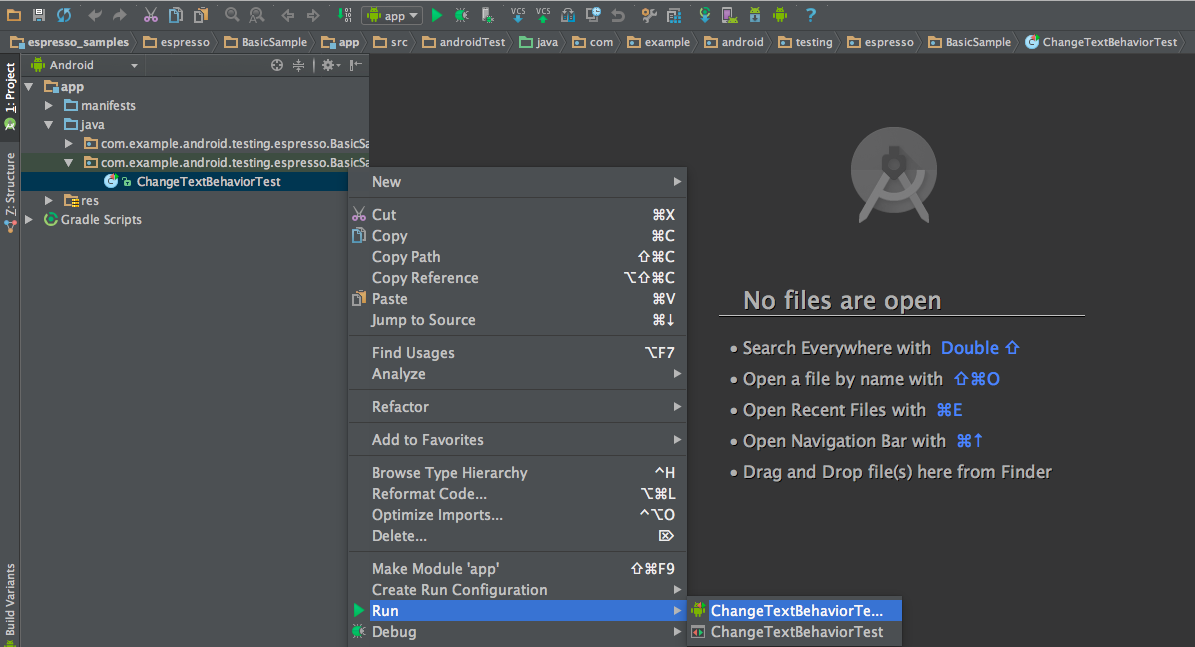 app
VCS VCS
espresso_samples espresso BasicSample app src androidTest java com example android testing espresso BasicSample ChangeTextBehaviorTest
1: Project
Z: Structure
Build Variants
Android
app
manifests
java
com.example.android.testing.espresso.BasicSa
com.example.android.testing.espresso.BasicSa
ChangeTextBehaviorTest
res
Gradle Scripts
New
Cut ⌘X
Copy ⌘C
Copy Path ⇧⌘C
Copy Reference ⌥⇧⌘C
Paste ⌘V
Jump to Source ⌘↓
Find Usages ⌥F7
Analyze
Refactor
Add to Favorites
Browse Type Hierarchy ^H
Reformat Code... ⌥⌘L
Optimize Imports... ^⌥O
Delete... ⌦
Make Module 'app' ⇧⌘F9
Create Run Configuration
Run
Debug
ChangeTextBehaviorTe...
ChangeTextBehaviorTest
No files are open
• Search Everywhere with Double ⇧
• Open a file by name with ⇧⌘O
• Open Recent Files with ⌘E
• Open Navigation Bar with ⌘↑
• Drag and Drop file(s) here from Finder